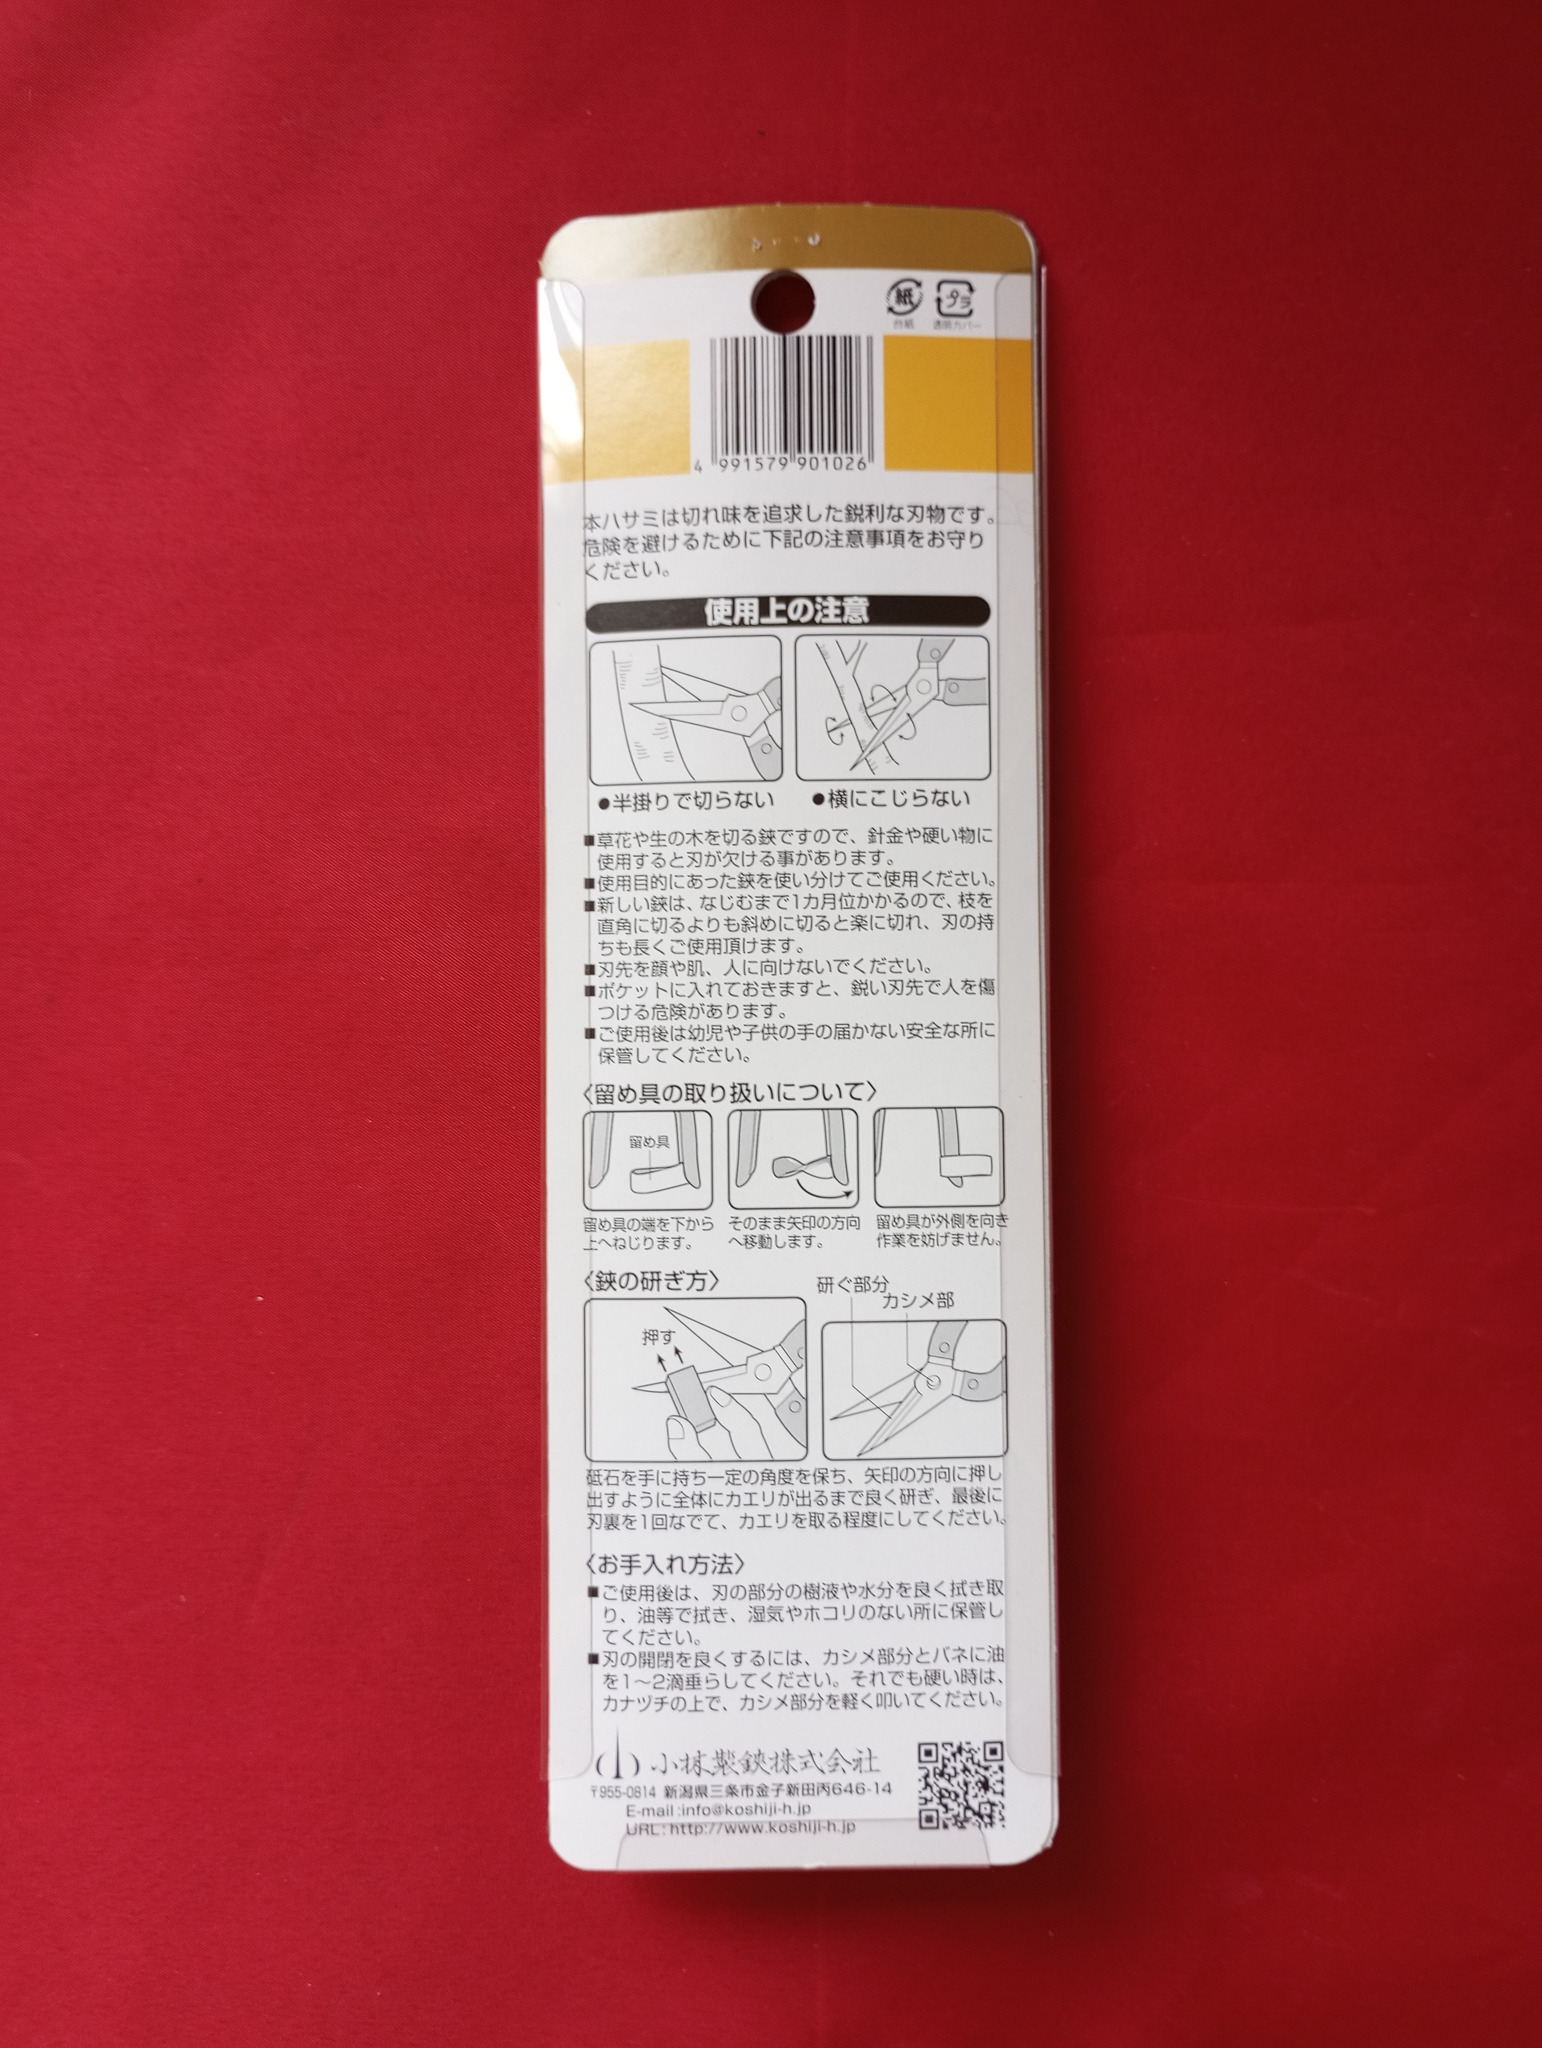 紙
プラ
台紙
透明カバー
4 991579 901026
本ハサミは切れ味を追求した鋭利な刃物です。
危険を避けるために下記の注意事項をお守り
ください。
使用上の注意
●半掛りで切らない
●横にこじらない
■草花や生の木を切る鋏ですので、針金や硬い物に
使用すると刃が欠ける事があります。
■使用目的にあった鋏を使い分けてご使用ください。
■新しい鋏は、なじむまで1カ月位かかるので、枝を
直角に切るよりも斜めに切ると楽に切れ、刃の持
ちも長くご使用頂けます。
■刃先を顔や肌、人に向けないでください。
■ポケットに入れておきますと、鋭い刃先で人を傷
つける危険があります。
■ご使用後は幼児や子供の手の届かない安全な所に
保管してください。
〈留め具の取り扱いについて〉
留め具
留め具の端を下から
上へねじります。
そのまま矢印の方向
へ移動します。
留め具が外側を向き
作業を妨げません。
〈鋏の研ぎ方〉
押す
研ぐ部分
カシメ部
砥石を手に持ち一定の角度を保ち、矢印の方向に押し
出すように全体にカエリが出るまで良く研ぎ、最後に
刃裏を1回なでて、カエリを取る程度にしてください。
〈お手入れ方法〉
■ご使用後は、刃の部分の樹液や水分を良く拭き取
り、油等で拭き、湿気やホコリのない所に保管し
てください。
■刃の開閉を良くするには、カシメ部分とバネに油
を1〜2滴垂らしてください。それでも硬い時は、
カナヅチの上で、カシメ部分を軽く叩いてください。
小林製鋏株式会社
〒955-0814 新潟県三条市金子新田丙646-14
E-mail:info@koshiji-h.jp
URL:http://www.koshiji-h.jp